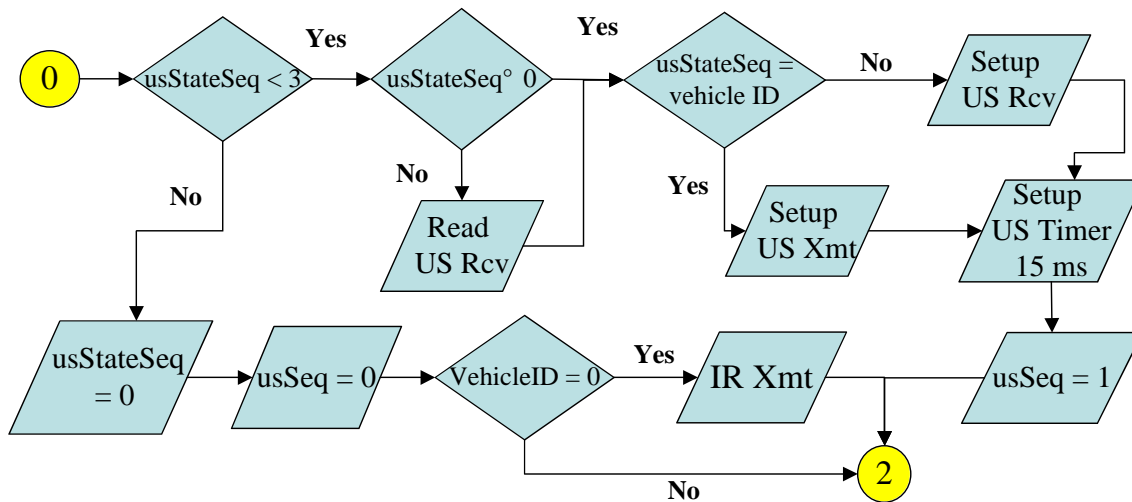 Yes
Yes
0
usStateSeq < 3
usStateSeq° 0
usStateSeq =
vehicle ID
No
Setup
US Rcv
No
No
Yes
Read
US Rcv
Setup
US Xmt
Setup
US Timer
15 ms
usStateSeq
= 0
usSeq = 0
VehicleID = 0
Yes
IR Xmt
usSeq = 1
No
2